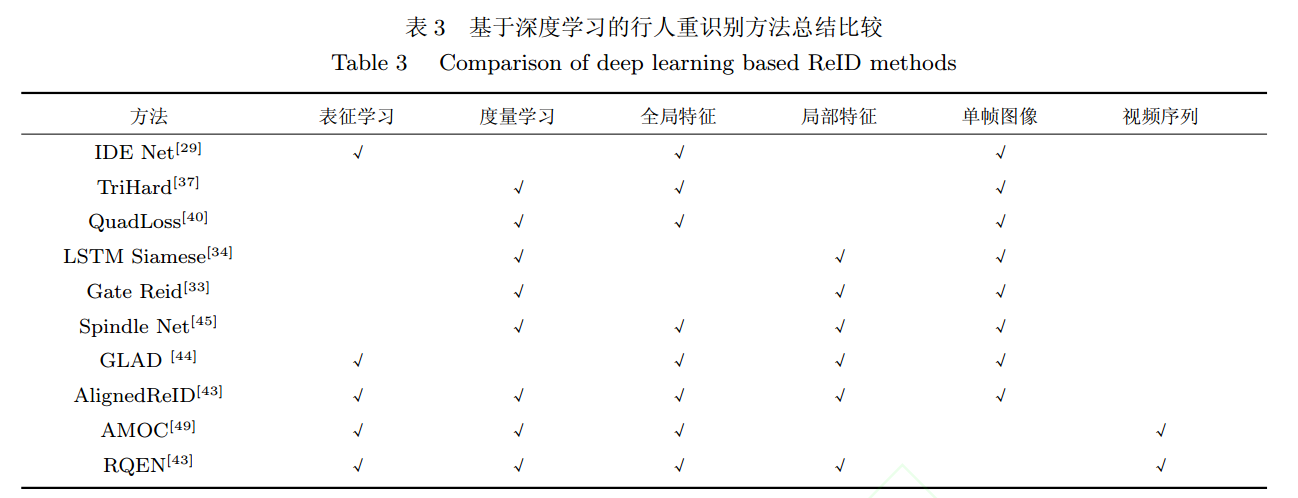 表 3 基于深度学习的行人重识别方法总结比较
Table 3 Comparison of deep learning based ReID methods
方法 表征学习 度量学习 全局特征 局部特征 单帧图像 视频序列
IDE Net[29] √ √ √
TriHard[37] √ √ √
QuadLoss[40] √ √ √
LSTM Siamese[34] √ √ √
Gate Reid[33] √ √ √
Spindle Net[45] √ √ √ √
GLAD [44] √ √ √ √
AlignedReID[43] √ √ √ √ √
AMOC[49] √ √ √ √
RQEN[43] √ √ √ √ √